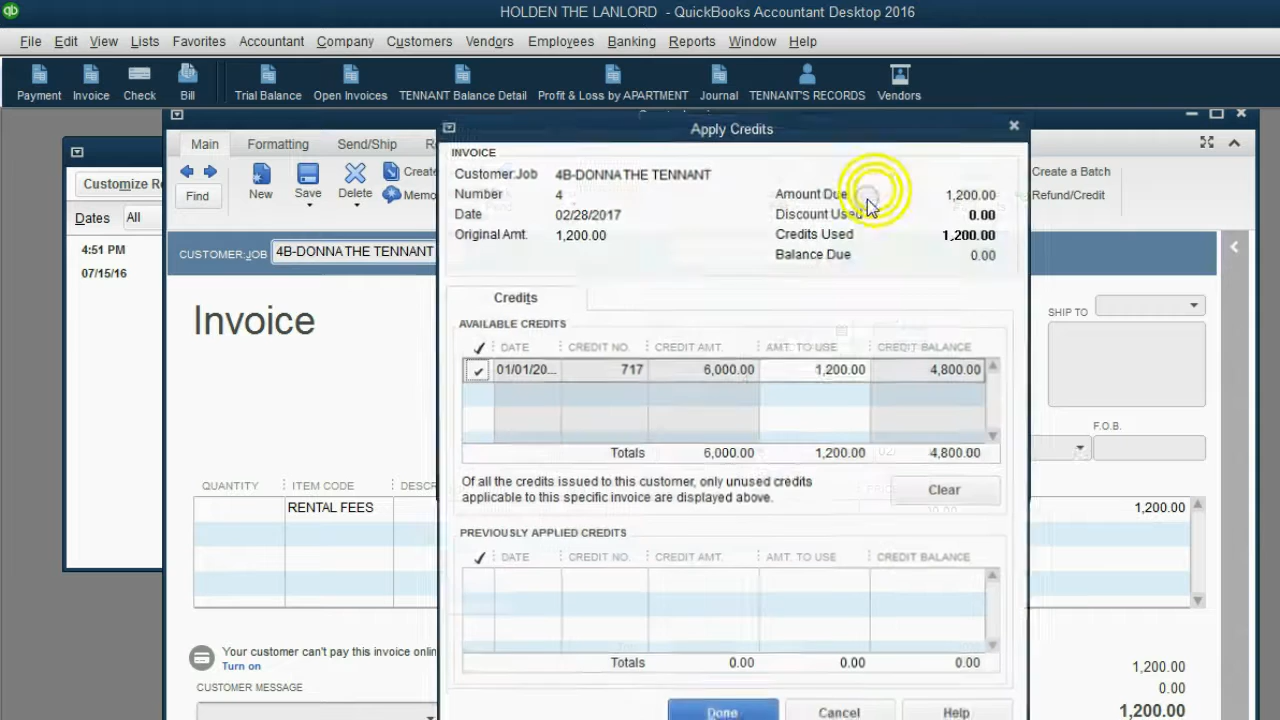 HOLDEN THE LANLORD - QuickBooks Accountant Desktop 2016
File Edit View Lists Favorites Accountant Company Customers Vendors Employees Banking Reports Window Help
Payment Invoice Check Bill Trial Balance Open Invoices TENNANT Balance Detail Profit & Loss by APARTMENT Journal TENNANT'S RECORDS Vendors
Customize Re
Dates All
4:51 PM
07/15/16
Main Formatting Send/Ship
Find New Save Delete Create Memo
Create a Batch
Refund/Credit
CUSTOMER:JOB 4B-DONNA THE TENNANT
Invoice
SHIP TO
F.O.B.
QUANTITY ITEM CODE DESCR
RENTAL FEES 1,200.00
Your customer can't pay this invoice onlin
Turn on
CUSTOMER MESSAGE
1,200.00
0.00
1,200.00
Apply Credits
INVOICE
Customer:Job 4B-DONNA THE TENNANT
Number 4 Amount Due 1,200.00
Date 02/28/2017 Discount Used 0.00
Original Amt. 1,200.00 Credits Used 1,200.00
Balance Due 0.00
Credits
AVAILABLE CREDITS
DATE CREDIT NO. CREDIT AMT. AMT. TO USE CREDIT BALANCE
01/01/20... 717 6,000.00 1,200.00 4,800.00
Totals 6,000.00 1,200.00 4,800.00
Of all the credits issued to this customer, only unused credits
applicable to this specific invoice are displayed above.
Clear
PREVIOUSLY APPLIED CREDITS
DATE CREDIT NO. CREDIT AMT. AMT. TO USE CREDIT BALANCE
Totals 0.00 0.00 0.00
Done Cancel Help